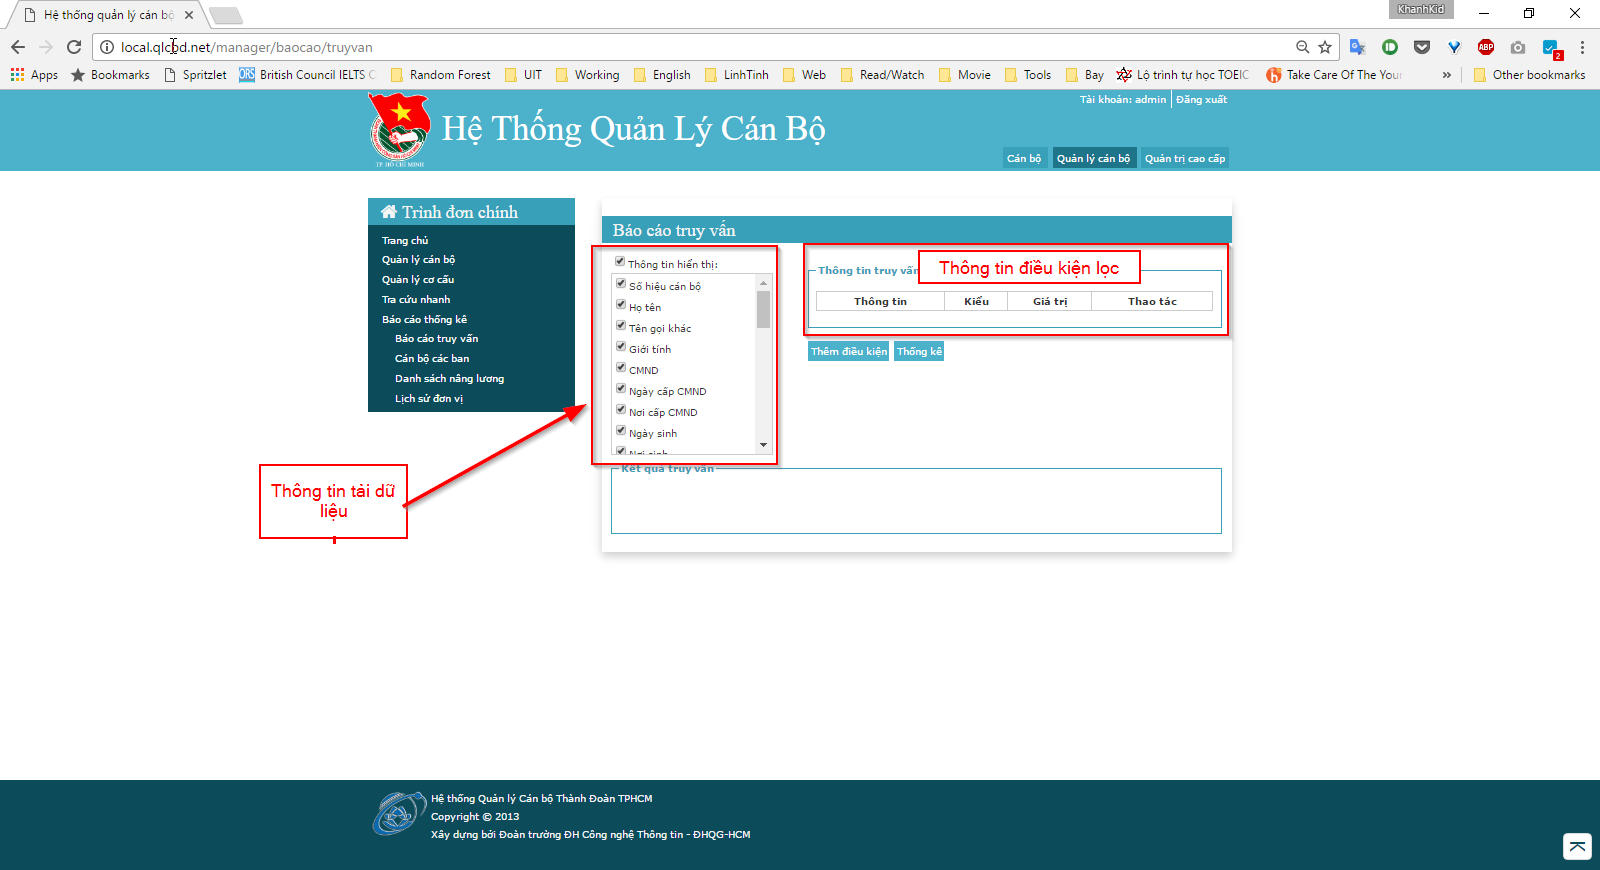 Hệ thống quản lý cán bộ
KhanhKid
local.qlcbd.net/manager/baocao/truyvan
Apps
Bookmarks
Spritzlet
British Council IELTS
Random Forest
UIT
Working
English
LinhTinh
Web
Read/Watch
Movie
Tools
Bay
Lộ trình tự học TOEIC
Take Care Of The Your
»
Other bookmarks
ABP
2
Tài khoản: admin
Đăng xuất
TP. HỒ CHÍ MINH
Hệ Thống Quản Lý Cán Bộ
Cán bộ
Quản lý cán bộ
Quản trị cao cấp
Trình đơn chính
Trang chủ
Quản lý cán bộ
Quản lý cơ cấu
Tra cứu nhanh
Báo cáo thống kê
Báo cáo truy vấn
Cán bộ các ban
Danh sách nâng lương
Lịch sử đơn vị
Báo cáo truy vấn
Thông tin hiển thị:
Số hiệu cán bộ
Họ tên
Tên gọi khác
Giới tính
CMND
Ngày cấp CMND
Nơi cấp CMND
Ngày sinh
Nơi sinh
Thông tin truy vấn
Thông tin điều kiện lọc
Thông tin
Kiểu
Giá trị
Thao tác
Thêm điều kiện
Thống kê
Kết quả truy vấn
Thông tin tải dữ
liệu
Hệ thống Quản lý Cán bộ Thành Đoàn TPHCM
Copyright © 2013
Xây dựng bởi Đoàn trường ĐH Công nghệ Thông tin - ĐHQG-HCM